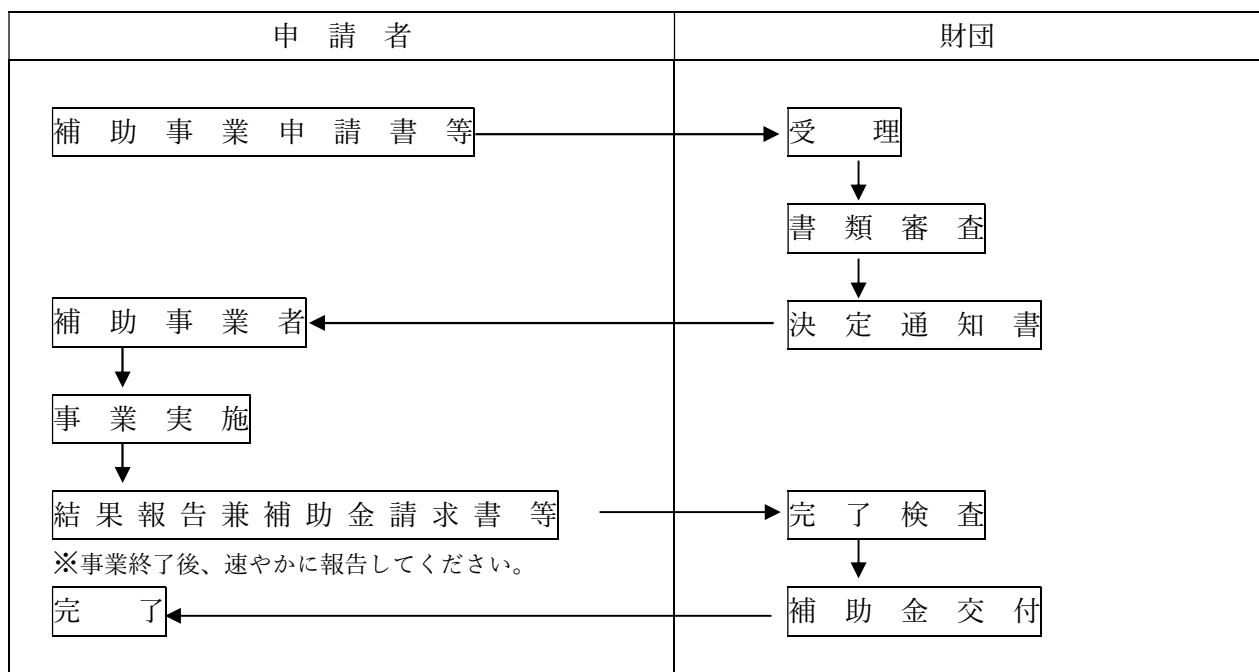 申　請　者
財団
補助事業申請書等
受　理
書類審査
補助事業者
決定通知書
事業実施
結果報告兼補助金請求書等
完了検査
※事業終了後、速やかに報告してください。
完　了
補助金交付